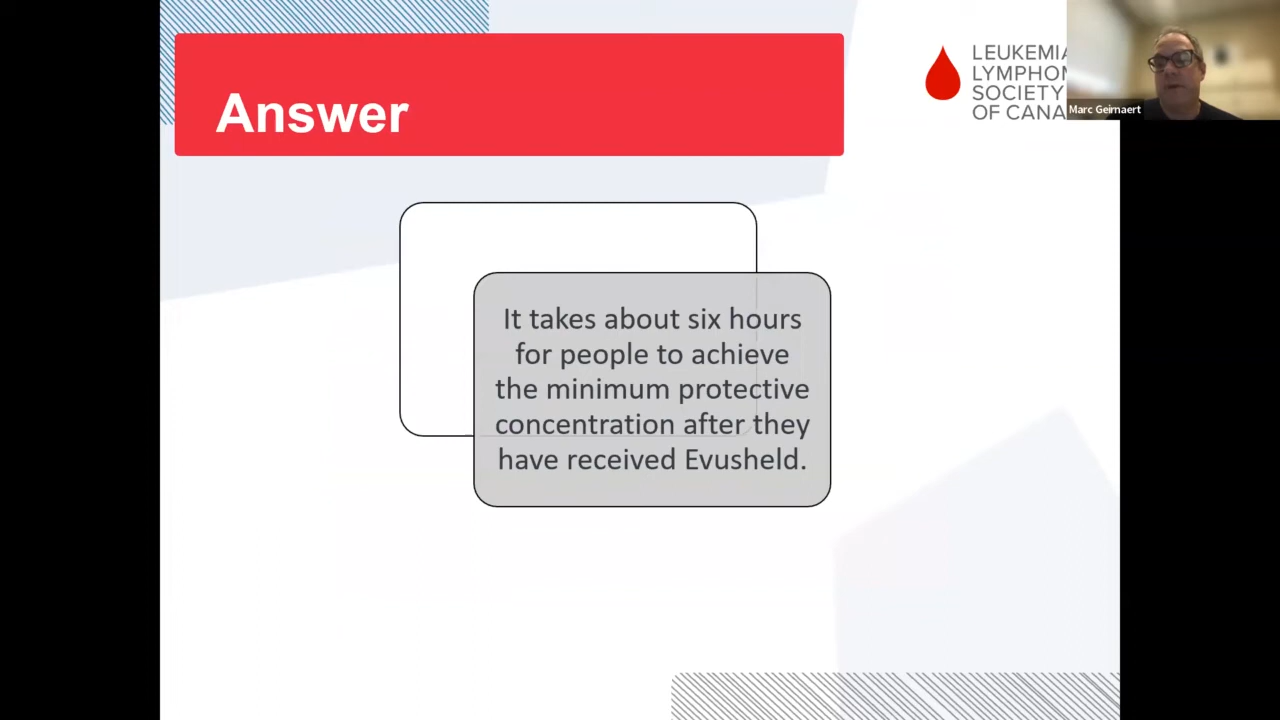 Answer
LEUKEMIA
LYMPHOM
SOCIETY
OF CANA
Marc Geirnaert
It takes about six hours
for people to achieve
the minimum protective
concentration after they
have received Evusheld.